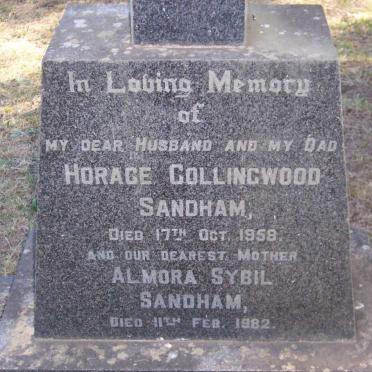 In Loving Memory
of
MY DEAR HUSBAND AND MY DAD
HORACE COLLINGWOOD
SANDHAM,
DIED 17TH OCT. 1958.
AND OUR DEAREST MOTHER
ALMORA SYBIL
SANDHAM,
DIED 11TH FEB. 1982.